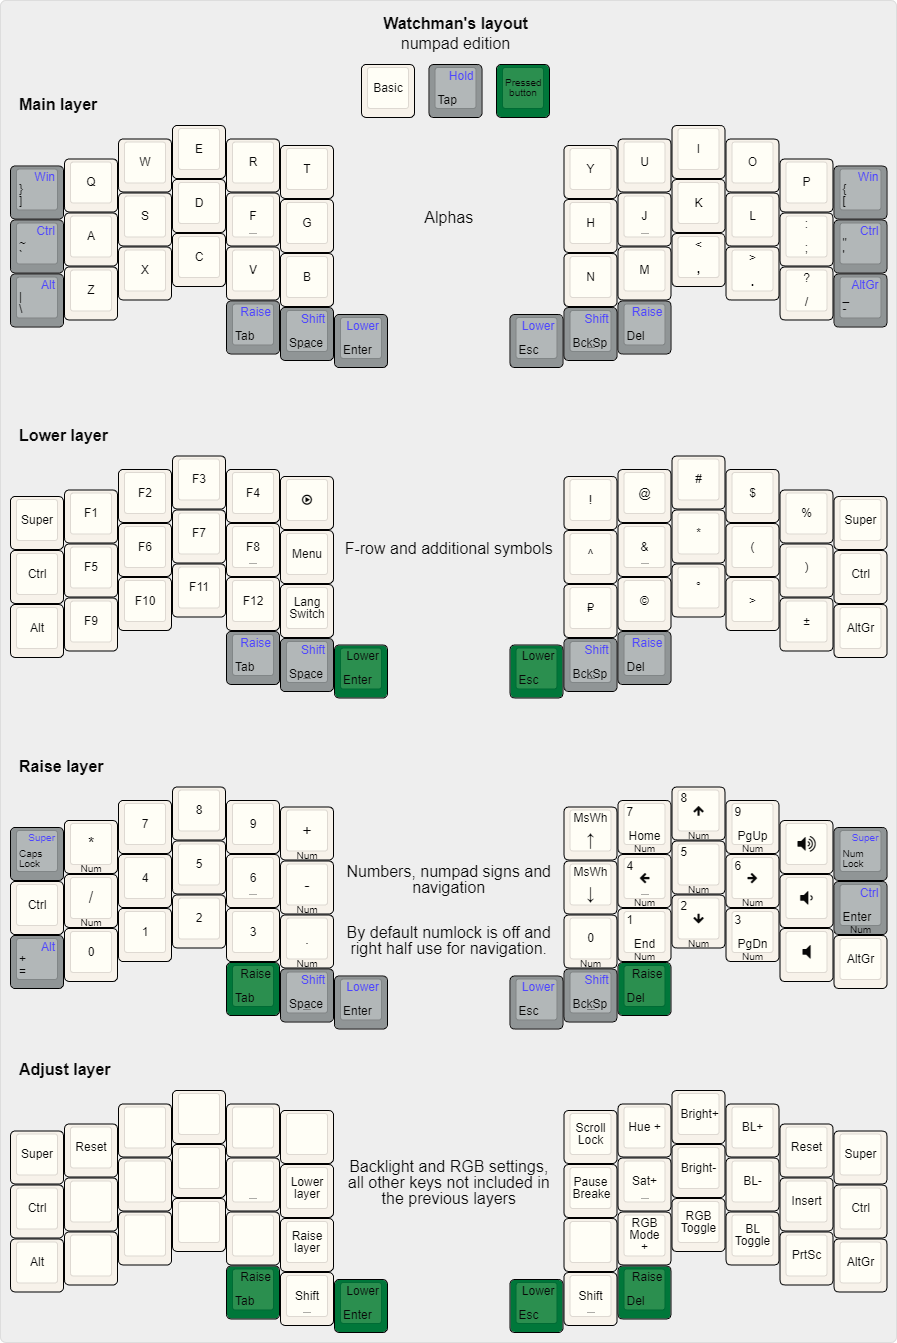 Watchman's layout
numpad edition
Basic
Hold
Tap
Pressed
button
Main layer
Win
}
]
Q
W
E
R
T
Ctrl
~
`
A
S
D
F
_
G
Alt
|
\
Z
X
C
V
B
Raise
Tab
Shift
Space
_
Lower
Enter
Alphas
Y
U
I
O
P
Win
{
[
H
J
_
K
L
:
;
Ctrl
"
'
N
M
<
,
>
.
?
/
AltGr
_
-
Lower
Esc
Shift
BckSp
_
Raise
Del
Lower layer
Super
F1
F2
F3
F4
Ctrl
F5
F6
F7
F8
_
Menu
Alt
F9
F10
F11
F12
Lang
Switch
Raise
Tab
Shift
Space
_
Lower
Enter
F-row and additional symbols
!
@
#
$
%
Super
^
&
_
*
(
)
Ctrl
₽
©
°
>
±
AltGr
Lower
Esc
Shift
BckSp
_
Raise
Del
Raise layer
Super
Caps
Lock
*
Num
7
8
9
+
Num
Ctrl
/
Num
4
5
6
_
-
Num
Alt
+
=
0
1
2
3
.
Num
Raise
Tab
Shift
Space
_
Lower
Enter
Numbers, numpad signs and
navigation
By default numlock is off and
right half use for navigation.
MsWh
↑
7
Home
Num
8
↑
Num
9
PgUp
Num
Super
Num
Lock
MsWh
↓
4
←
_
Num
5
Num
6
→
Num
Ctrl
Enter
Num
0
Num
1
End
Num
2
↓
Num
3
PgDn
Num
AltGr
Lower
Esc
Shift
BckSp
_
Raise
Del
Adjust layer
Super
Reset
Ctrl
_
Lower
layer
Alt
Raise
layer
Raise
Tab
Shift
_
Lower
Enter
Backlight and RGB settings,
all other keys not included in
the previous layers
Scroll
Lock
Hue +
Bright+
BL+
Reset
Super
Pause
Breake
Sat+
_
Bright-
BL-
Insert
Ctrl
RGB
Mode
+
RGB
Toggle
BL
Toggle
PrtSc
AltGr
Lower
Esc
Shift
_
Raise
Del